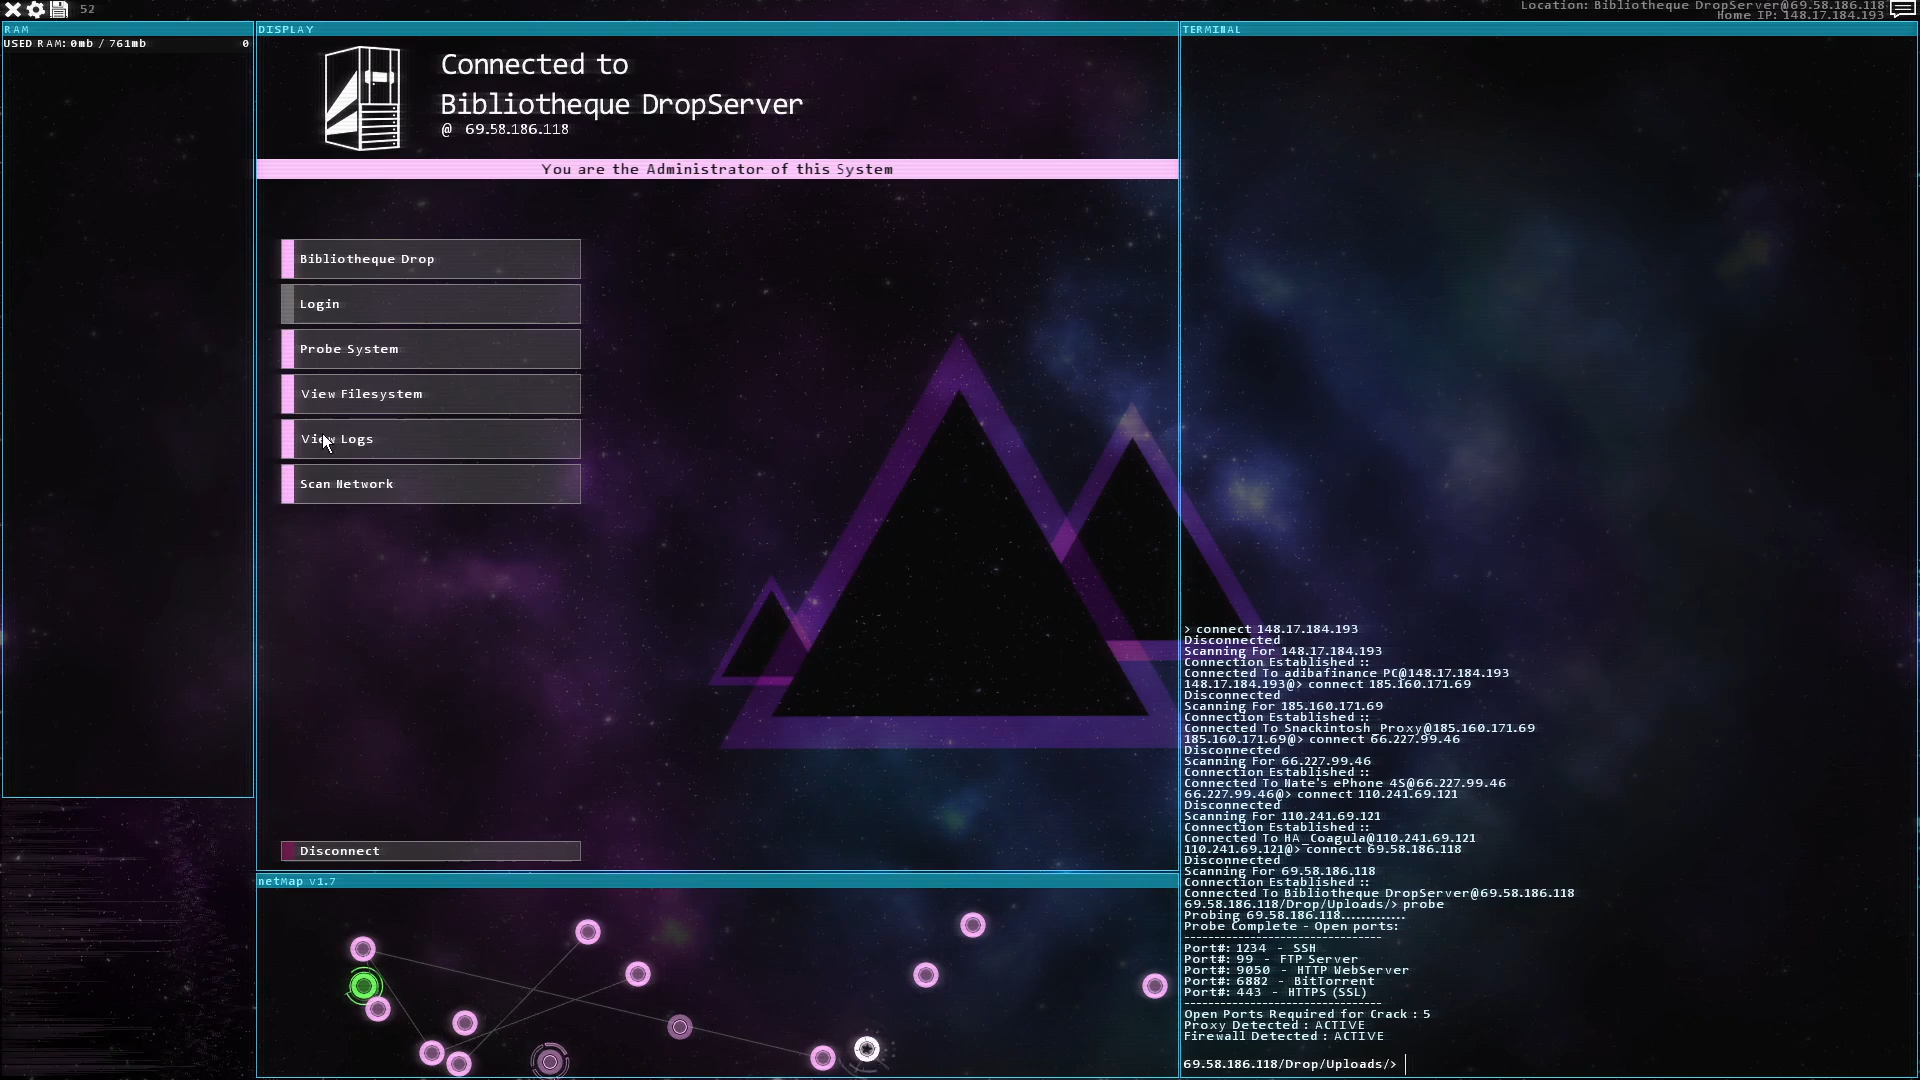 52
Location: Bibliotheque DropServer@69.58.186.118
Home IP: 148.17.184.193
RAM
USED RAM: 0mb / 761mb 0
DISPLAY
Connected to
Bibliotheque DropServer
@ 69.58.186.118
You are the Administrator of this System
Bibliotheque Drop
Login
Probe System
View Filesystem
View Logs
Scan Network
Disconnect
netMap v1.7
TERMINAL
> connect 148.17.184.193
Disconnected
Scanning For 148.17.184.193
Connection Established ::
Connected To adibafinance PC@148.17.184.193
148.17.184.193@> connect 185.160.171.69
Disconnected
Scanning For 185.160.171.69
Connection Established ::
Connected To Snackintosh_Proxy@185.160.171.69
185.160.171.69@> connect 66.227.99.46
Disconnected
Scanning For 66.227.99.46
Connection Established ::
Connected To Nate's ePhone 4S@66.227.99.46
66.227.99.46@> connect 110.241.69.121
Disconnected
Scanning For 110.241.69.121
Connection Established ::
Connected To HA_Coagula@110.241.69.121
110.241.69.121@> connect 69.58.186.118
Disconnected
Scanning For 69.58.186.118
Connection Established ::
Connected To Bibliotheque DropServer@69.58.186.118
69.58.186.118/Drop/Uploads/> probe
Probing 69.58.186.118.............
Probe Complete - Open ports:
---------------------------------
Port#: 1234 - SSH
Port#: 99 - FTP Server
Port#: 9050 - HTTP WebServer
Port#: 6882 - BitTorrent
Port#: 443 - HTTPS (SSL)
---------------------------------
Open Ports Required for Crack : 5
Proxy Detected : ACTIVE
Firewall Detected : ACTIVE
69.58.186.118/Drop/Uploads/>